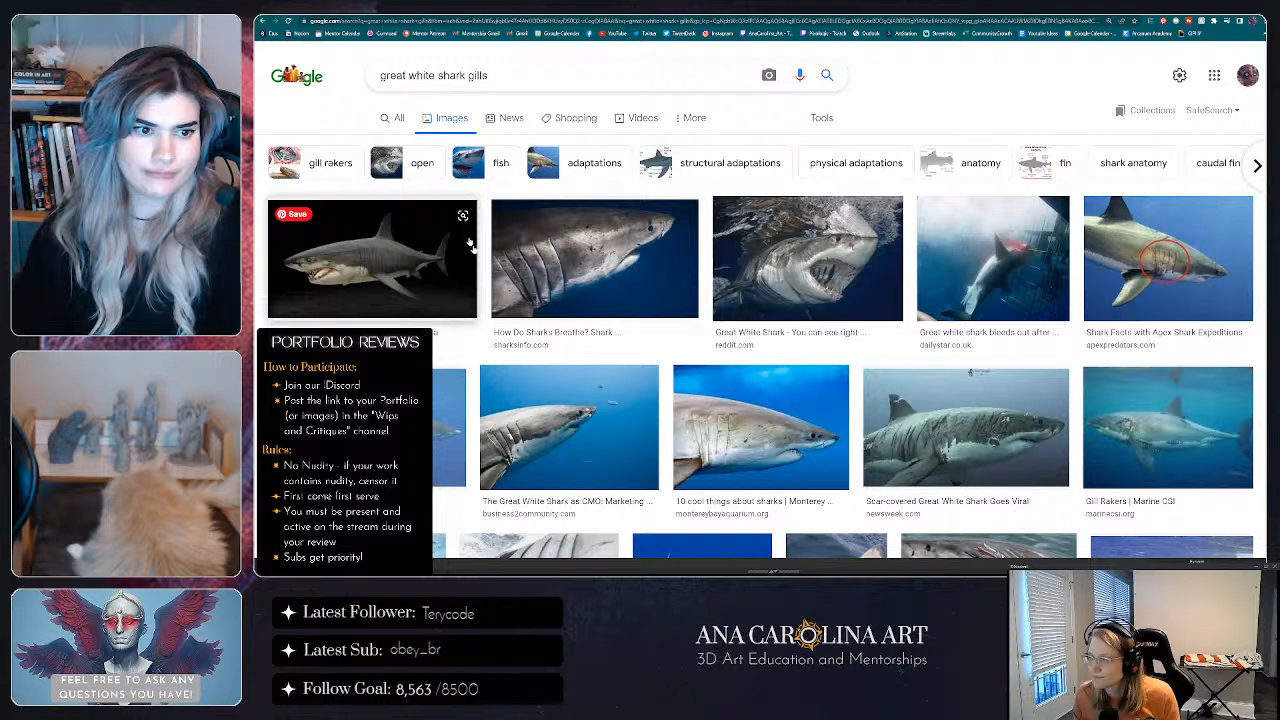 great white shark gills
All
Images
News
Shopping
Videos
More
Tools
Collections
SafeSearch
gill rakers
open
fish
adaptations
structural adaptations
physical adaptations
anatomy
fin
shark anatomy
caudal fin
Save
How Do Sharks Breathe? Shark ...
sharksinfo.com
Great White Shark - You can see right ...
reddit.com
Great white shark bleeds out after ...
dailystar.co.uk
Shark Facts with Apex Shark Expeditions
apexpredators.com
The Great White Shark as CMO: Marketing ...
business2community.com
10 cool things about sharks | Monterey ...
montereybayaquarium.org
Scar-covered Great White Shark Goes Viral
newsweek.com
Gill Rakers | Marine CSI
marinecsi.org
PORTFOLIO REVIEWS
How to Participate:
Join our !Discord
Post the link to your Portfolio
(or images) in the "Wips
and Critiques" channel
Rules:
No Nudity - if your work
contains nudity, censor it
First come first serve
You must be present and
active on the stream during
your review
Subs get priority!
FEEL FREE TO ASK ANY
QUESTIONS YOU HAVE!
Latest Follower: Terycode
Latest Sub: obey_br
Follow Goal: 8,563 /8500
ANA CAROLINA ART
3D Art Education and Mentorships
COLOR IN ART